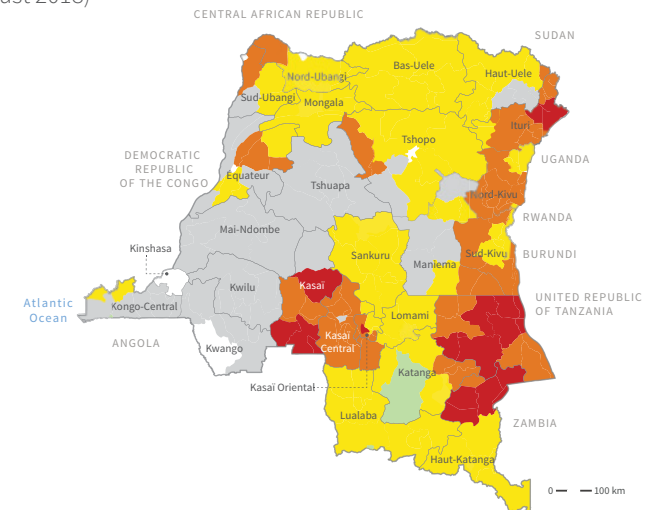 ust 2018)
CENTRAL AFRICAN REPUBLIC
SUDAN
Bas-Uele
Haut-Uele
Nord-Ubangi
Sud-Ubangi
Mongala
Ituri
Tshopo
DEMOCRATIC
REPUBLIC
OF THE CONGO
UGANDA
Équateur
Tshuapa
Nord-Kivu
RWANDA
Mai-Ndombe
Kinshasa
Sankuru
Maniema
Sud-Kivu
BURUNDI
Kwilu
Kasaï
UNITED REPUBLIC
OF TANZANIA
Atlantic
Ocean
Kongo-Central
Lomami
ANGOLA
Kwango
Kasaï
Central
Katanga
Kasaï Oriental
Lualaba
ZAMBIA
Haut-Katanga
0
100 km